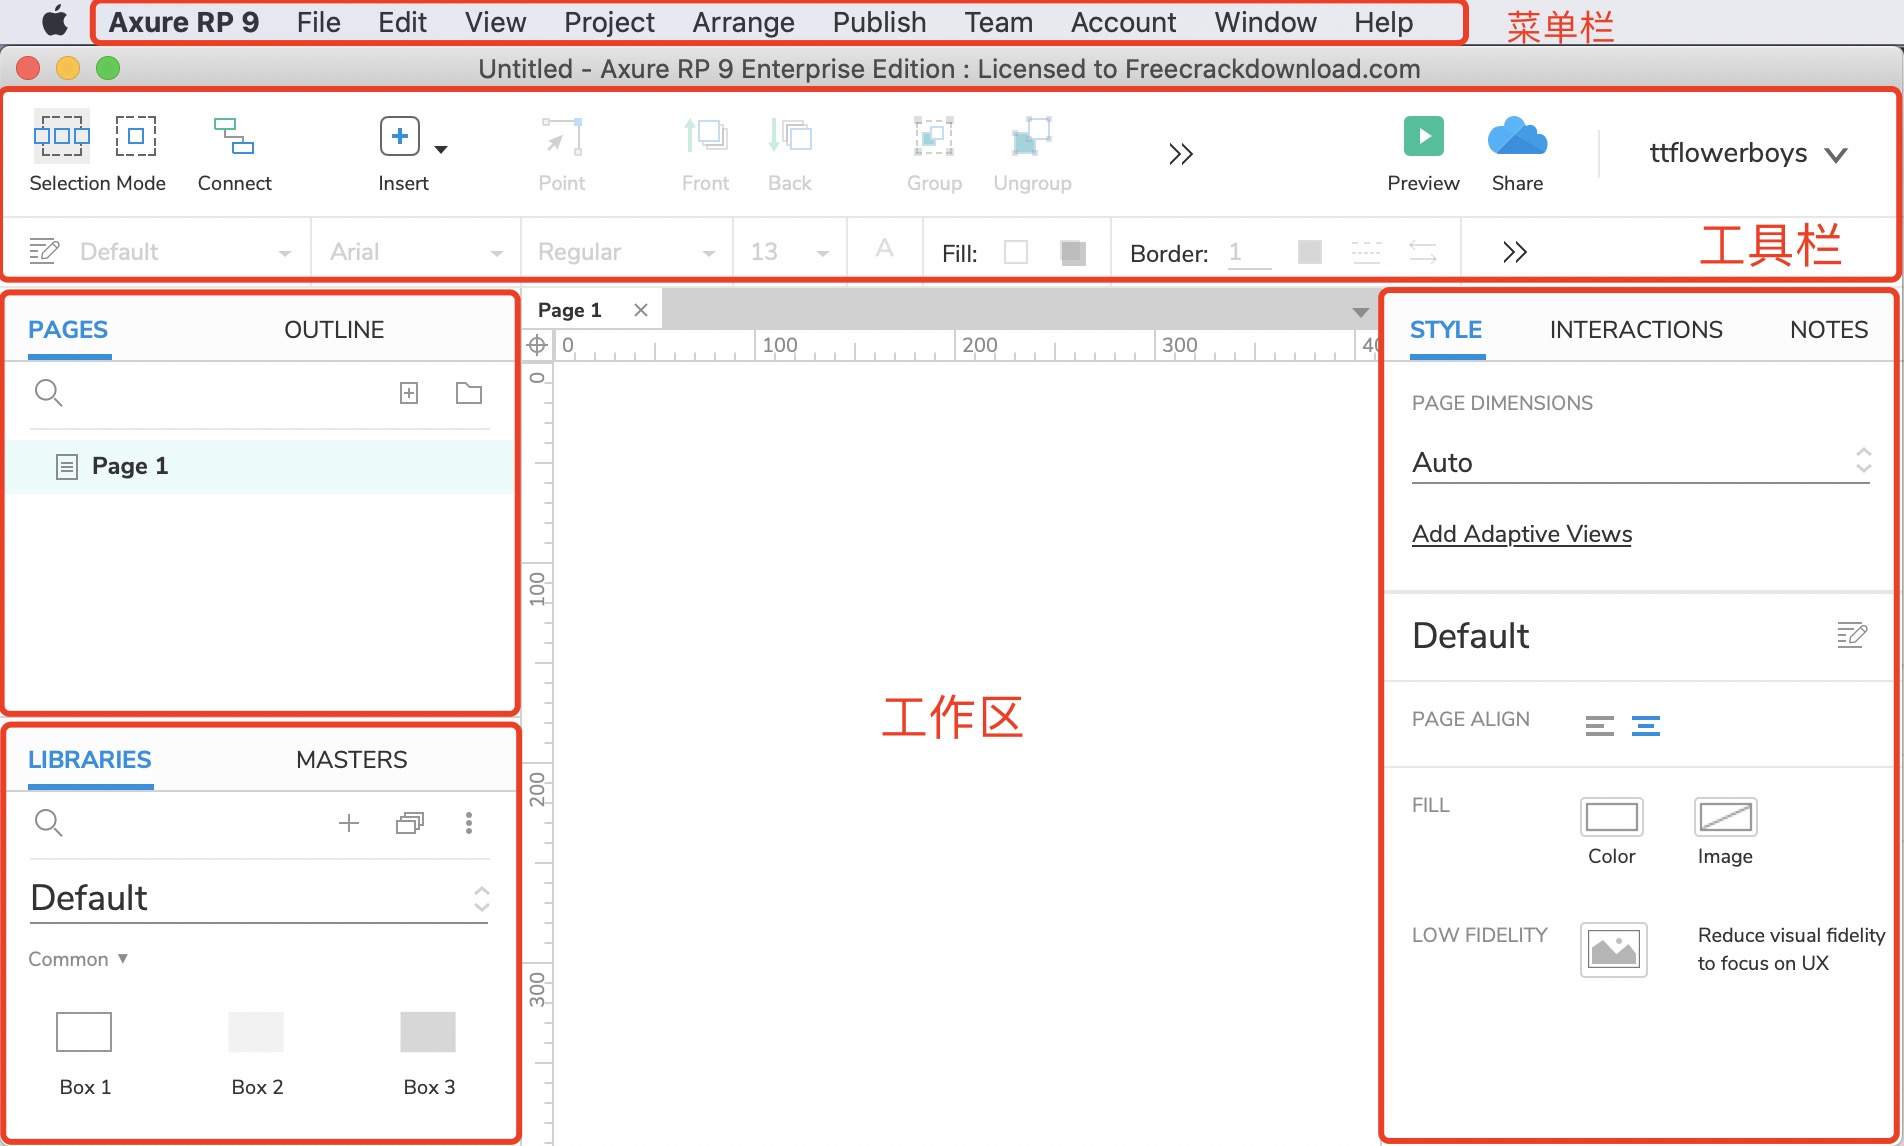 Axure RP 9 File Edit View Project Arrange Publish Team Account Window Help 菜单栏
Untitled - Axure RP 9 Enterprise Edition : Licensed to Freecrackdownload.com
Selection Mode Connect Insert Point Front Back Group Ungroup Preview Share ttflowerboys
Default Arial Regular 13 A Fill: Border: 1 工具栏
PAGES OUTLINE
Page 1
Page 1
0 100 200 300 40
0
100
200
300
工作区
LIBRARIES MASTERS
Default
Common
Box 1 Box 2 Box 3
STYLE INTERACTIONS NOTES
PAGE DIMENSIONS
Auto
Add Adaptive Views
Default
PAGE ALIGN
FILL
Color Image
LOW FIDELITY
Reduce visual fidelity
to focus on UX